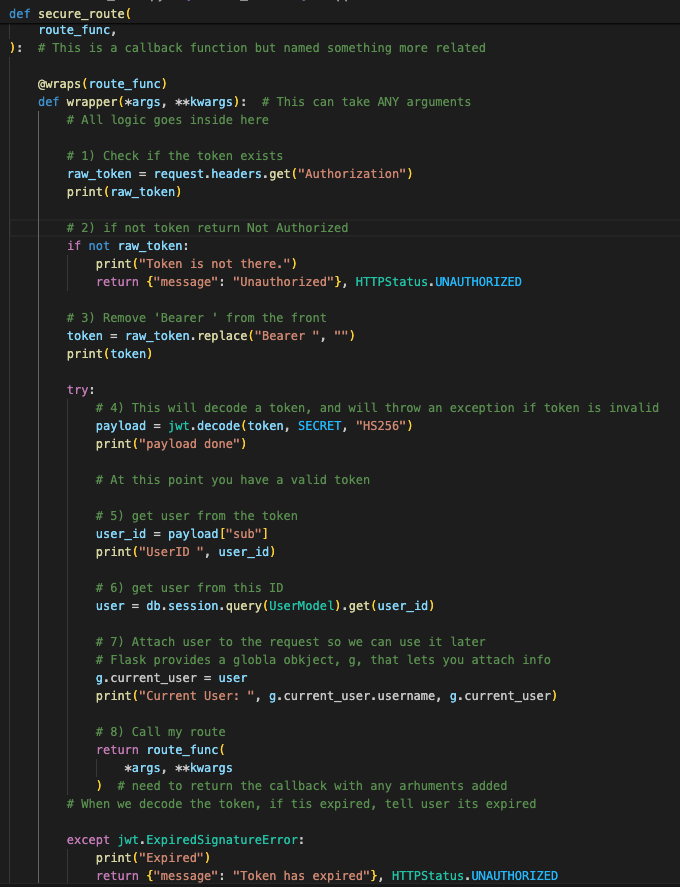 def secure_route(
    route_func,
):  # This is a callback function but named something more related
    @wraps(route_func)
    def wrapper(*args, **kwargs):  # This can take ANY arguments
        # All logic goes inside here
        # 1) Check if the token exists
        raw_token = request.headers.get("Authorization")
        print(raw_token)
        # 2) if not token return Not Authorized
        if not raw_token:
            print("Token is not there.")
            return {"message": "Unauthorized"}, HTTPStatus.UNAUTHORIZED
        # 3) Remove 'Bearer ' from the front
        token = raw_token.replace("Bearer ", "")
        print(token)
        try:
            # 4) This will decode a token, and will throw an exception if token is invalid
            payload = jwt.decode(token, SECRET, "HS256")
            print("payload done")
            # At this point you have a valid token
            # 5) get user from the token
            user_id = payload["sub"]
            print("UserID ", user_id)
            # 6) get user from this ID
            user = db.session.query(UserModel).get(user_id)
            # 7) Attach user to the request so we can use it later
            # Flask provides a globla obkject, g, that lets you attach info
            g.current_user = user
            print("Current User: ", g.current_user.username, g.current_user)
            # 8) Call my route
            return route_func(
                *args, **kwargs
            )  # need to return the callback with any arhuments added
        # When we decode the token, if tis expired, tell user its expired
        except jwt.ExpiredSignatureError:
            print("Expired")
            return {"message": "Token has expired"}, HTTPStatus.UNAUTHORIZED